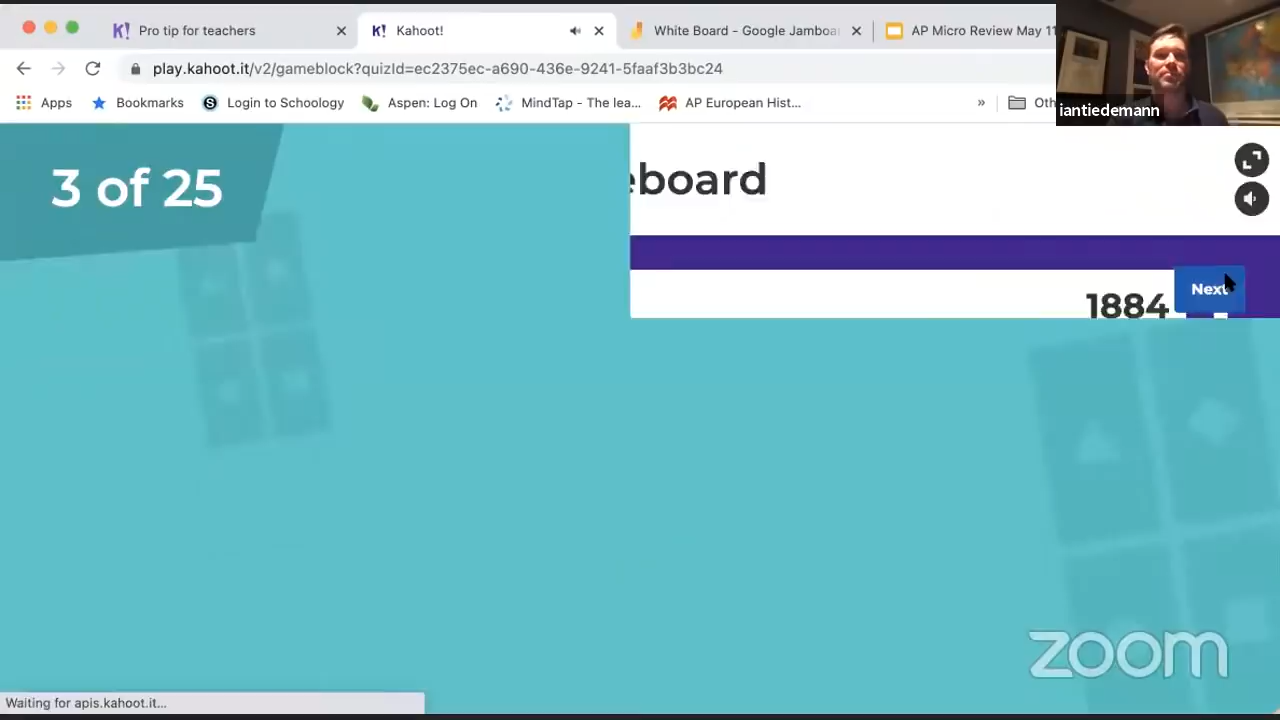 Pro tip for teachers
Kahoot!
White Board - Google Jamboa
AP Micro Review May 11
play.kahoot.it/v2/gameblock?quizId=ec2375ec-a690-436e-9241-5faaf3b3bc24
Apps
Bookmarks
Login to Schoology
Aspen: Log On
MindTap - The lea...
AP European Hist...
»
Oth
iantiedemann
3 of 25
eboard
1884
Next
zoom
Waiting for apis.kahoot.it...